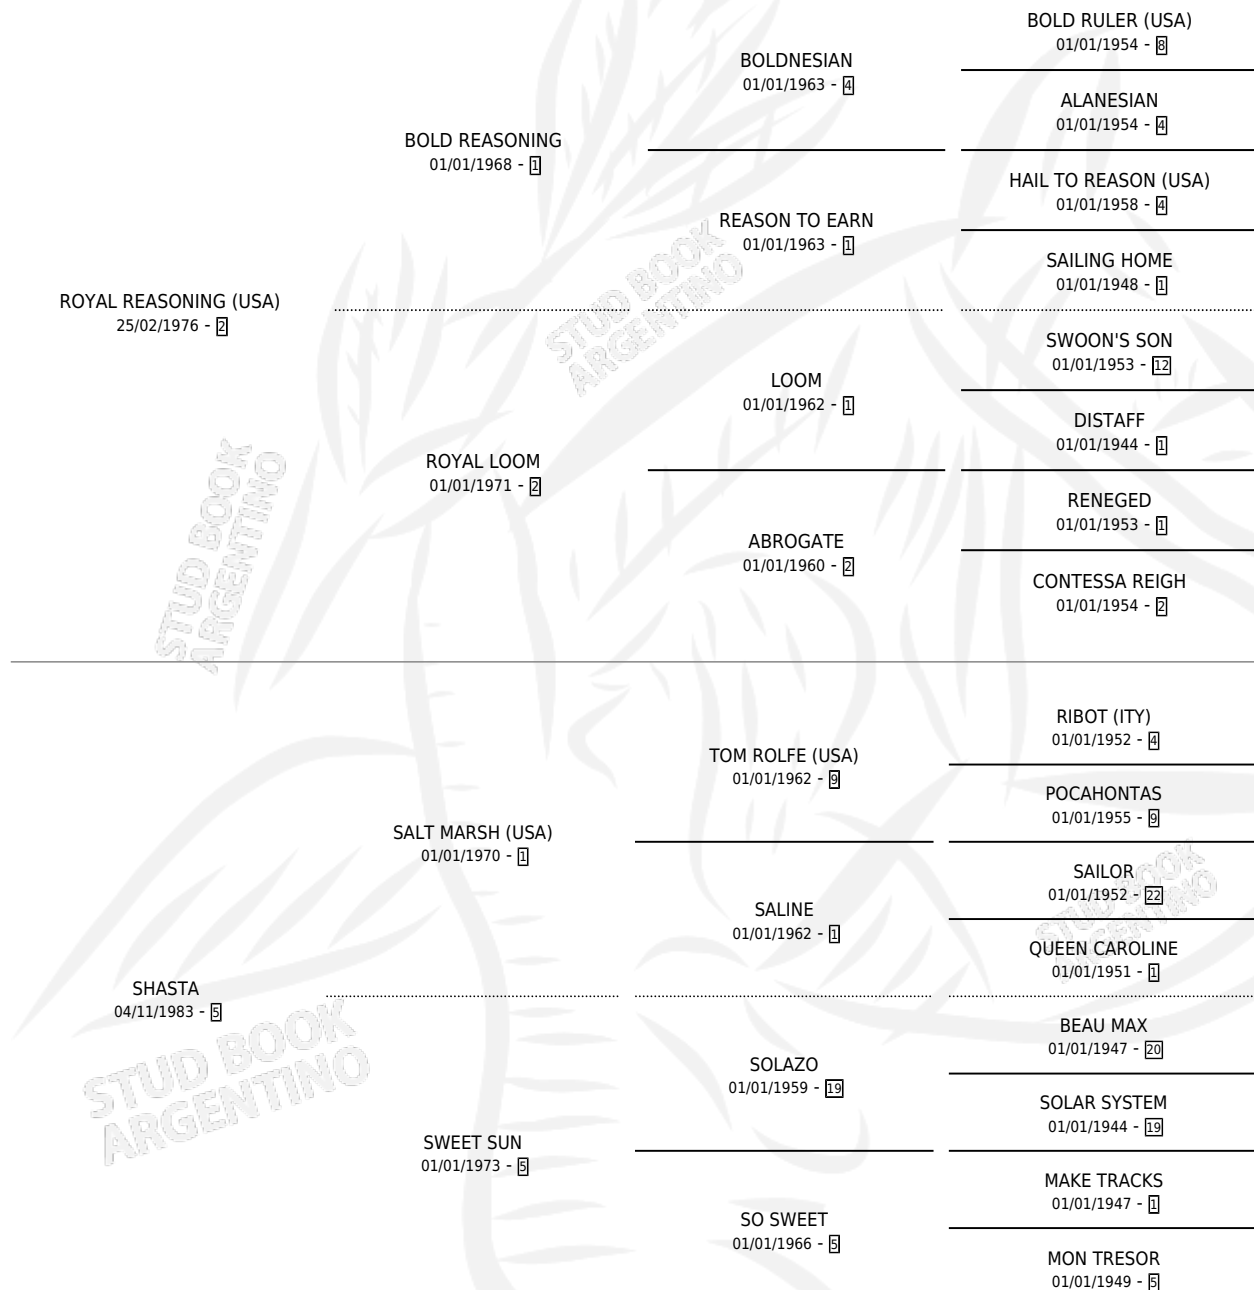 BOLD RULER (USA)
01/01/1954 - 8
BOLDNESIAN
01/01/1963 - 4
ALANESIAN
01/01/1954 - 4
BOLD REASONING
01/01/1968 - 1
HAIL TO REASON (USA)
01/01/1958 - 4
REASON TO EARN
01/01/1963 - 1
SAILING HOME
01/01/1948 - 1
ROYAL REASONING (USA)
25/02/1976 - 2
STUD BOOK
ARGENTINO
SWOON'S SON
01/01/1953 - 12
LOOM
01/01/1962 - 1
DISTAFF
01/01/1944 - 1
ROYAL LOOM
01/01/1971 - 2
RENEGED
01/01/1953 - 1
ABROGATE
01/01/1960 - 2
CONTESSA REIGH
01/01/1954 - 2
STUD BOOK
ARGENTINO
RIBOT (ITY)
01/01/1952 - 4
TOM ROLFE (USA)
01/01/1962 - 9
POCAHONTAS
01/01/1955 - 9
SALT MARSH (USA)
01/01/1970 - 1
SAILOR
01/01/1952 - 22
SALINE
01/01/1962 - 1
QUEEN CAROLINE
01/01/1951 - 1
STUD BOOK
ARGENTINO
SHASTA
04/11/1983 - 5
BEAU MAX
01/01/1947 - 20
SOLAZO
01/01/1959 - 19
SOLAR SYSTEM
01/01/1944 - 19
STUD BOOK
ARGENTINO
SWEET SUN
01/01/1973 - 5
MAKE TRACKS
01/01/1947 - 1
SO SWEET
01/01/1966 - 5
MON TRESOR
01/01/1949 - 5